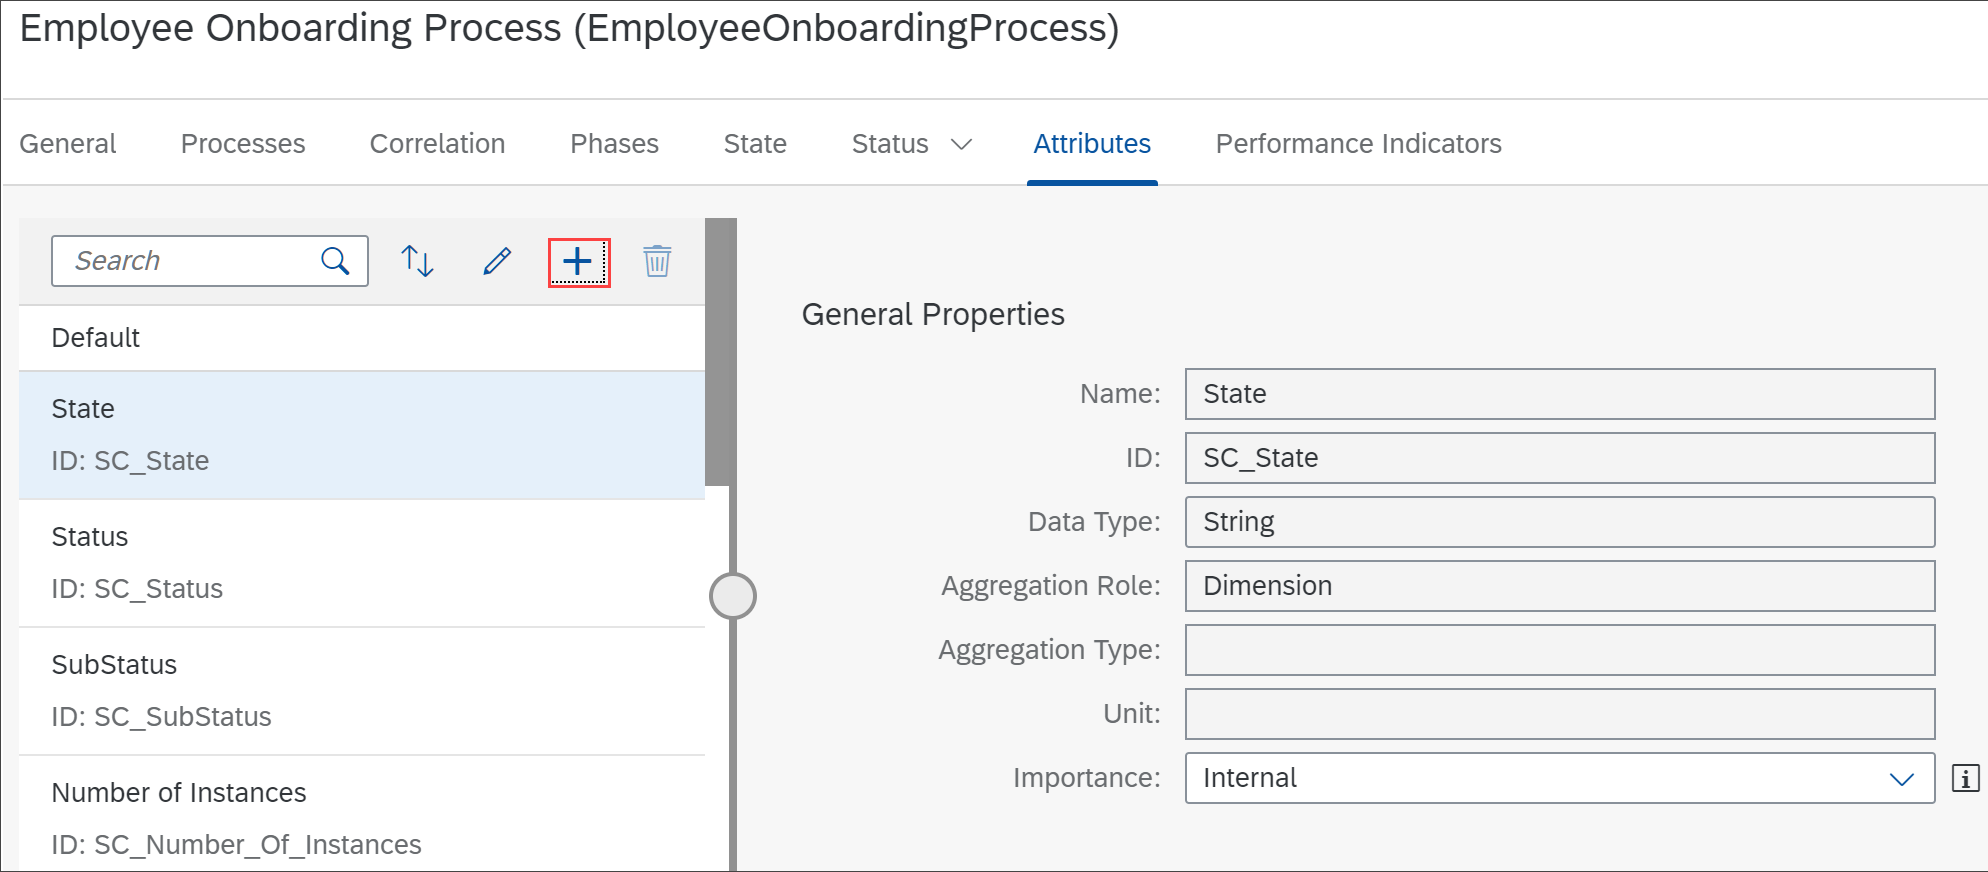 Employee Onboarding Process (EmployeeOnboardingProcess)
General Processes Correlation Phases State Status Attributes Performance Indicators
Search
Default
State
ID: SC_State
Status
ID: SC_Status
SubStatus
ID: SC_SubStatus
Number of Instances
ID: SC_Number_Of_Instances
General Properties
Name: State
ID: SC_State
Data Type: String
Aggregation Role: Dimension
Aggregation Type:
Unit:
Importance: Internal